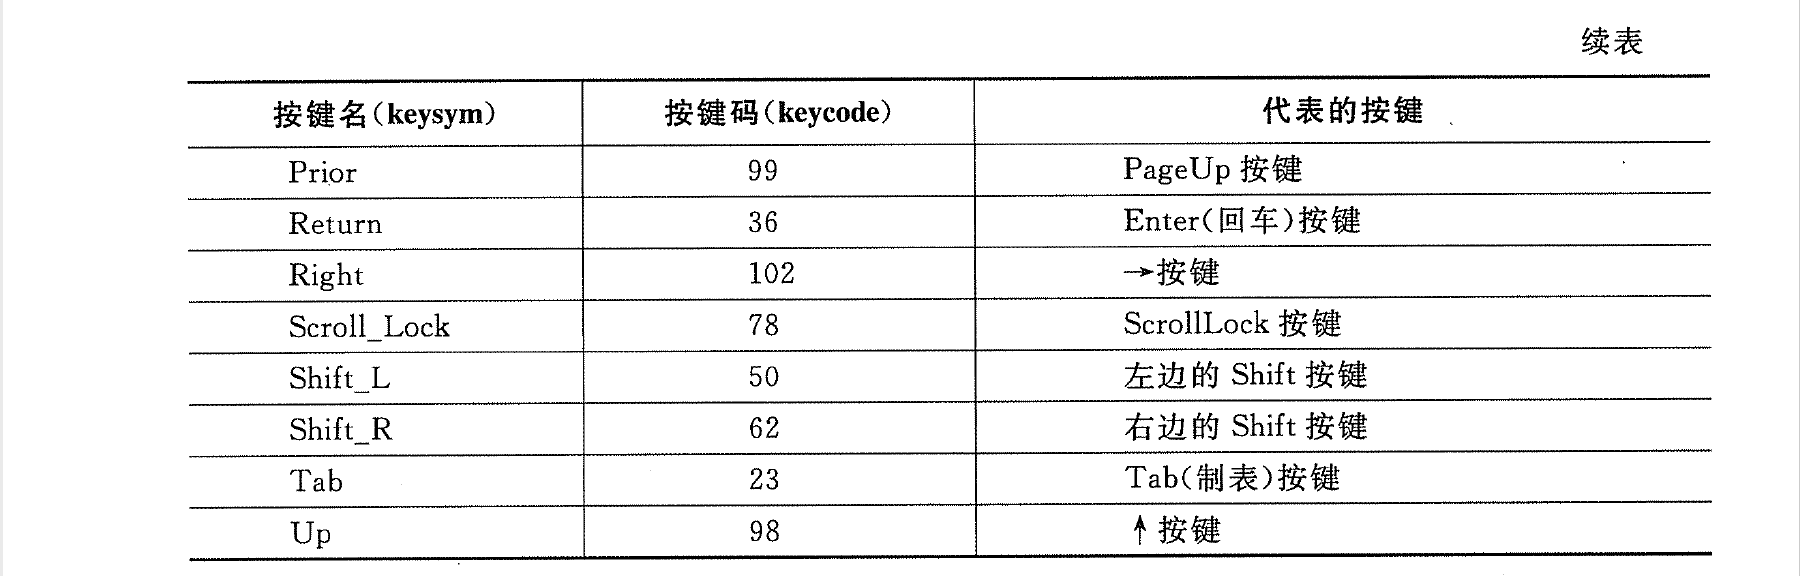 续表
按键名(keysym) 按键码(keycode) 代表的按键
Prior 99 PageUp 按键
Return 36 Enter(回车)按键
Right 102 →按键
Scroll_Lock 78 ScrollLock 按键
Shift_L 50 左边的 Shift 按键
Shift_R 62 右边的 Shift 按键
Tab 23 Tab(制表)按键
Up 98 ↑按键